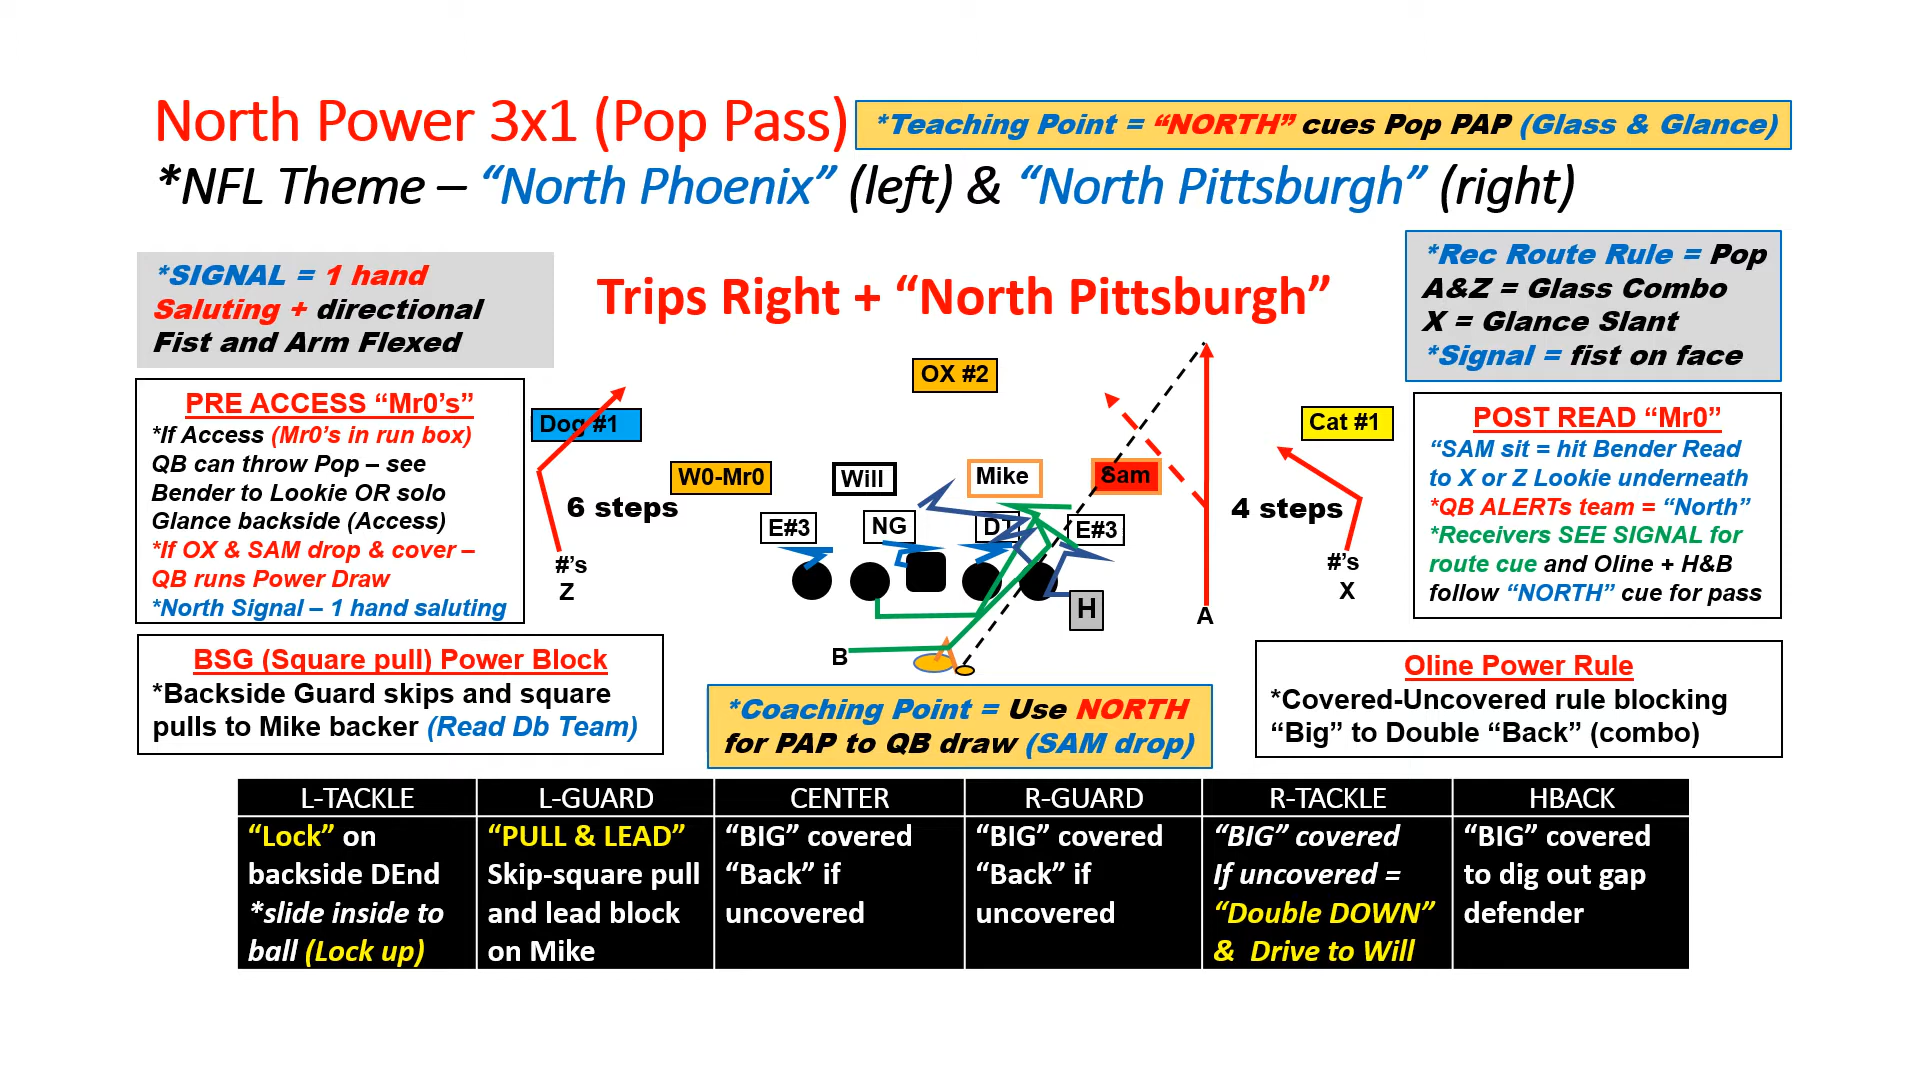 North Power 3x1 (Pop Pass)
*Teaching Point = “NORTH” cues Pop PAP (Glass & Glance)
*NFL Theme – “North Phoenix” (left) & “North Pittsburgh” (right)
*SIGNAL = 1 hand
Saluting + directional
Fist and Arm Flexed
Trips Right + “North Pittsburgh”
*Rec Route Rule = Pop
A&Z = Glass Combo
X = Glance Slant
*Signal = fist on face
PRE ACCESS “Mr0’s”
*If Access (Mr0’s in run box)
QB can throw Pop – see
Bender to Lookie OR solo
Glance backside (Access)
*If OX & SAM drop & cover –
QB runs Power Draw
*North Signal – 1 hand saluting
OX #2
Dog #1
Cat #1
W0-Mr0
Will
Mike
Sam
6 steps
4 steps
E#3
NG
DT
E#3
#’s
Z
#’s
X
H
A
B
POST READ “Mr0”
“SAM sit = hit Bender Read
to X or Z Lookie underneath
*QB ALERTs team = “North”
*Receivers SEE SIGNAL for
route cue and Oline + H&B
follow “NORTH” cue for pass
BSG (Square pull) Power Block
*Backside Guard skips and square
pulls to Mike backer (Read Db Team)
*Coaching Point = Use NORTH
for PAP to QB draw (SAM drop)
Oline Power Rule
*Covered-Uncovered rule blocking
“Big” to Double “Back” (combo)
L-TACKLE
L-GUARD
CENTER
R-GUARD
R-TACKLE
HBACK
“Lock” on
backside DEnd
*slide inside to
ball (Lock up)
“PULL & LEAD”
Skip-square pull
and lead block
on Mike
“BIG” covered
“Back” if
uncovered
“BIG” covered
“Back” if
uncovered
“BIG” covered
If uncovered =
“Double DOWN”
& Drive to Will
“BIG” covered
to dig out gap
defender